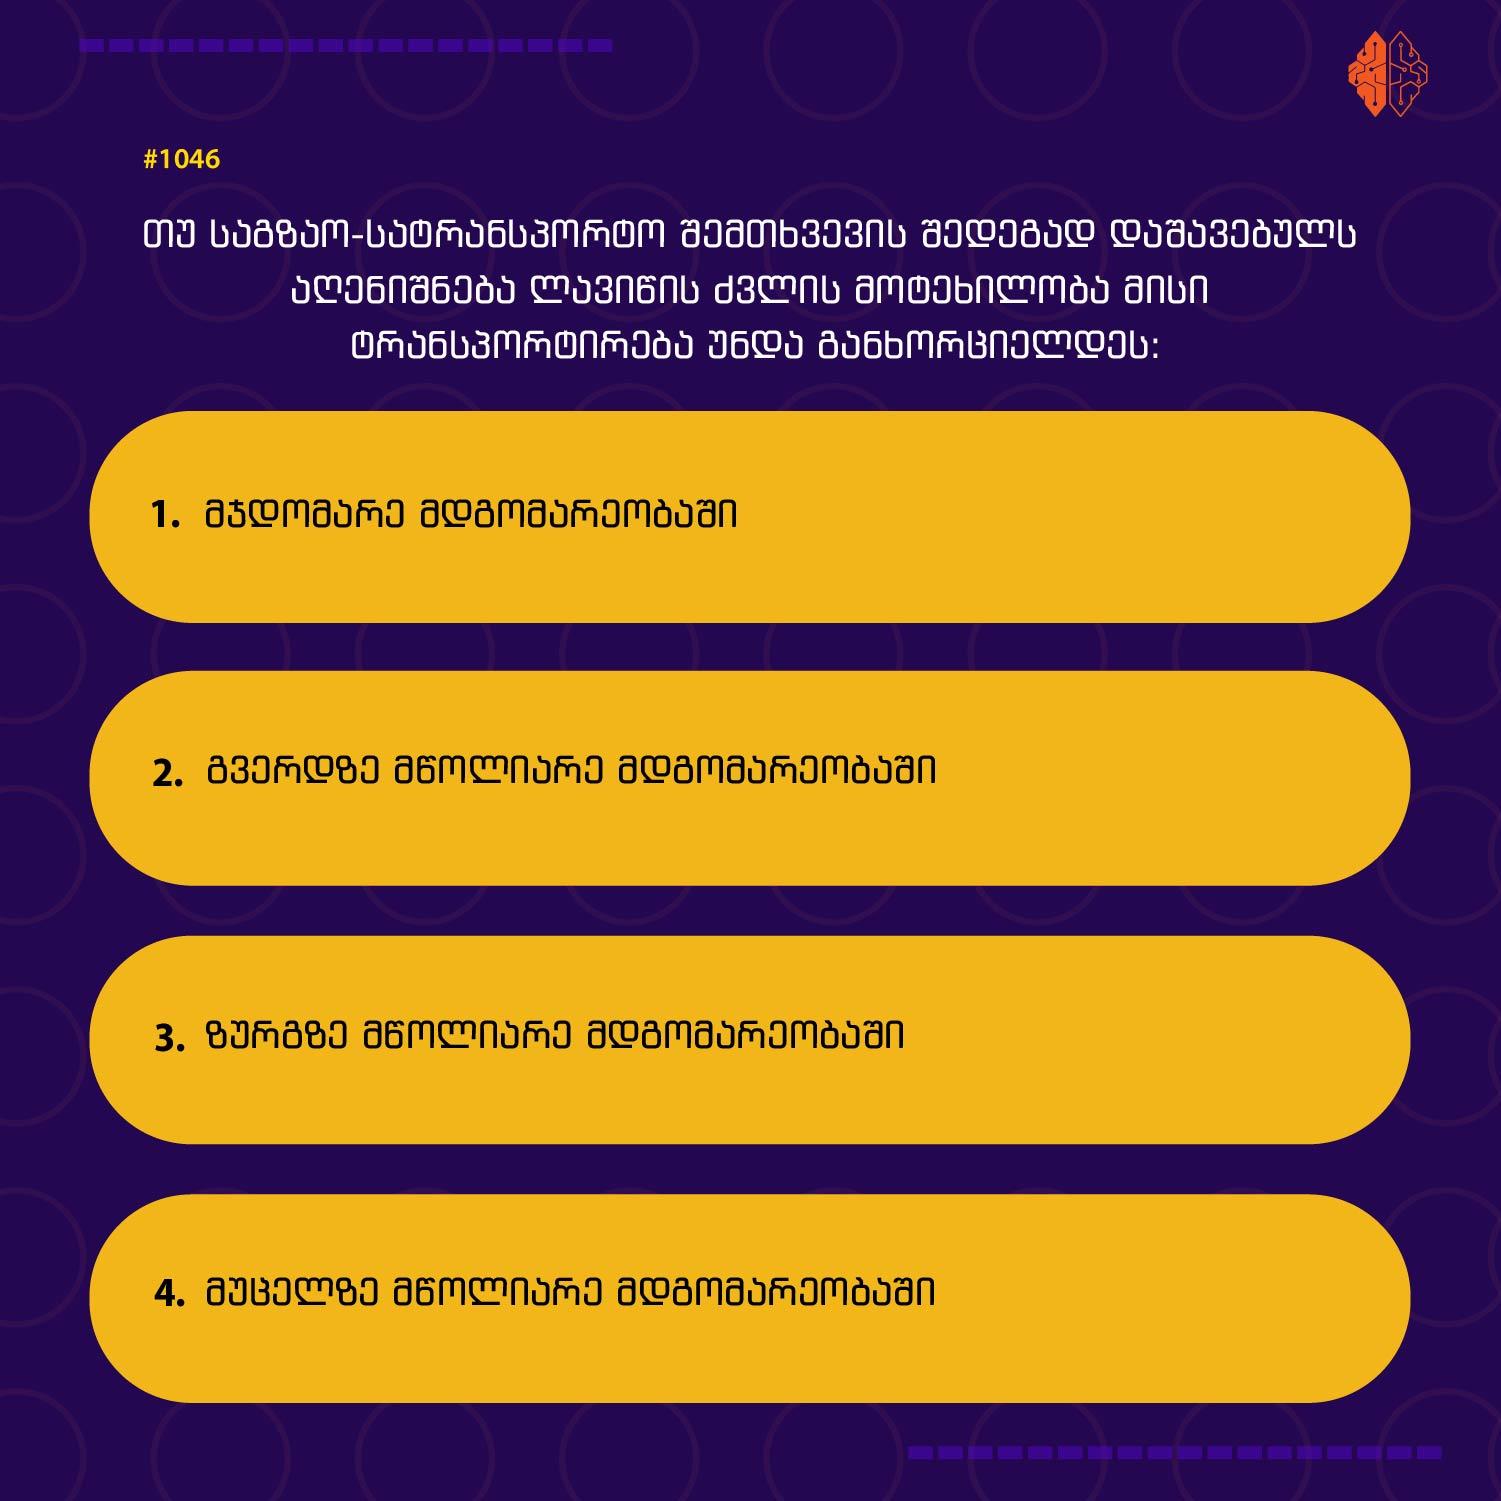 #1046
თუ საგზაო-სატრანსპორტო შემთხვევის შედეგად დაშავებულს
აღენიშნება ლავიწის ძვლის მოტეხილობა მისი
ტრანსპორტირება უნდა განხორციელდეს:
1. მჯდომარე მდგომარეობაში
2. გვერდზე მწოლიარე მდგომარეობაში
3. ზურგზე მწოლიარე მდგომარეობაში
4. მუცელზე მწოლიარე მდგომარეობაში